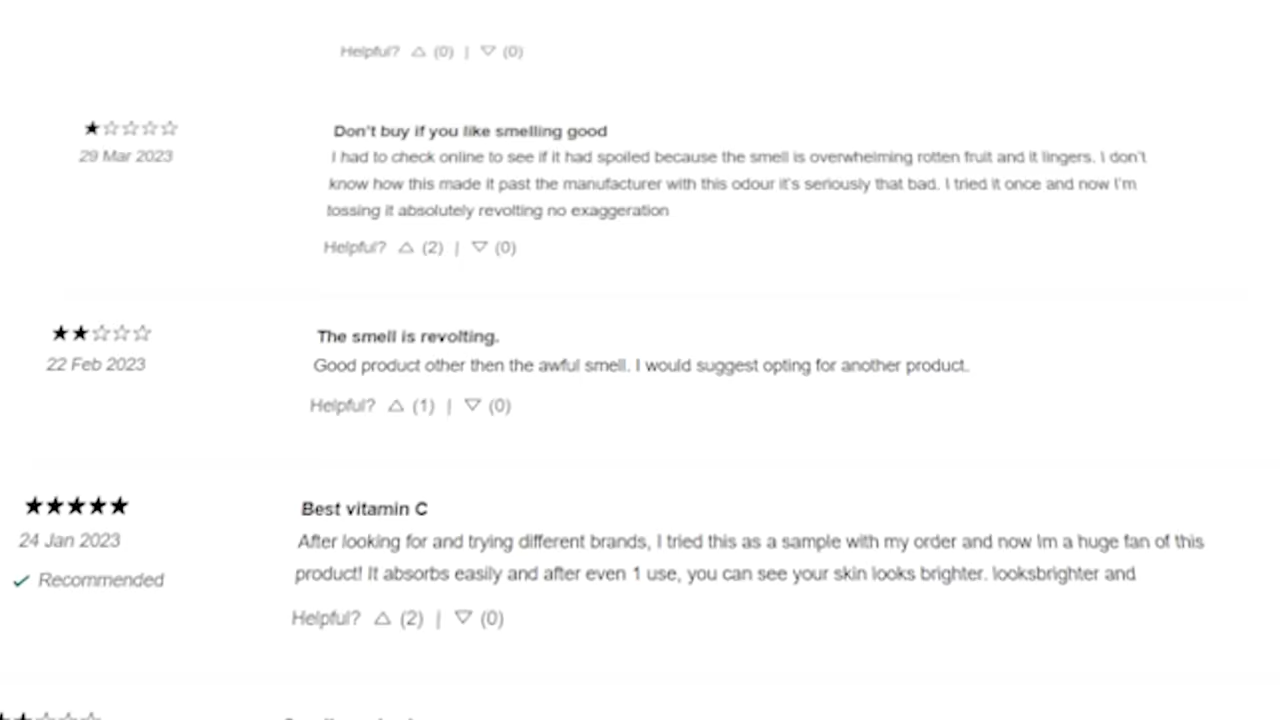 Helpful? △ (0) | ▽ (0)
★☆☆☆☆
Don't buy if you like smelling good
29 Mar 2023
I had to check online to see if it had spoiled because the smell is overwhelming rotten fruit and it lingers. I don't
know how this made it past the manufacturer with this odour it's seriously that bad. I tried it once and now I'm
tossing it absolutely revolting no exaggeration
Helpful? △ (2) | ▽ (0)
★★☆☆☆
The smell is revolting.
22 Feb 2023
Good product other then the awful smell. I would suggest opting for another product.
Helpful? △ (1) | ▽ (0)
★★★★★
Best vitamin C
24 Jan 2023
After looking for and trying different brands, I tried this as a sample with my order and now Im a huge fan of this
product! It absorbs easily and after even 1 use, you can see your skin looks brighter. looksbrighter and
✓ Recommended
Helpful? △ (2) | ▽ (0)